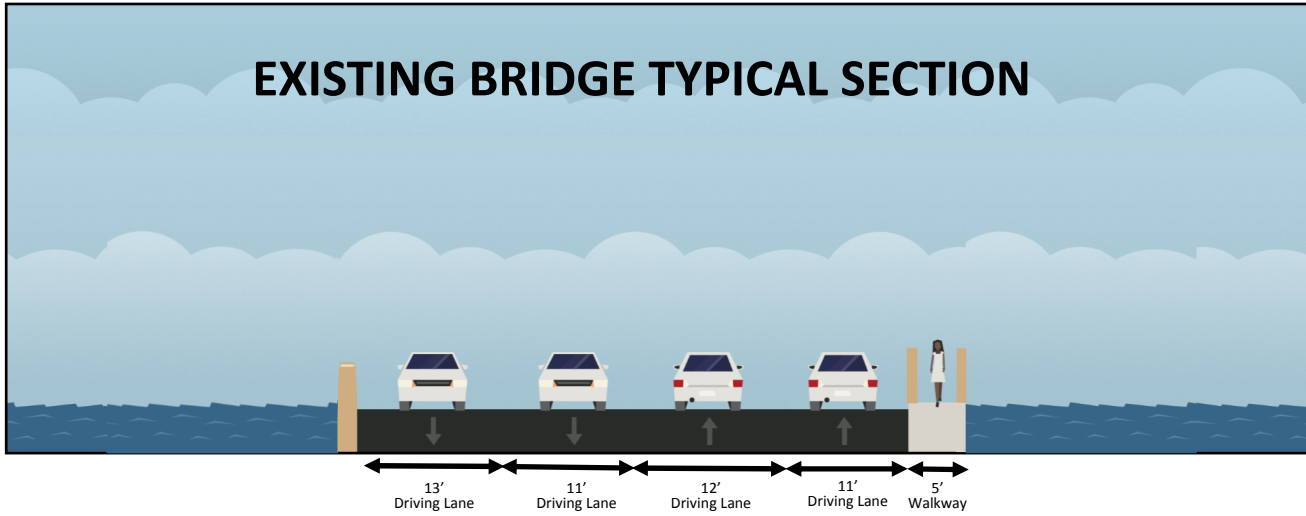 EXISTING BRIDGE TYPICAL SECTION
13’
Driving Lane
11’
Driving Lane
12’
Driving Lane
11’
Driving Lane
5’
Walkway